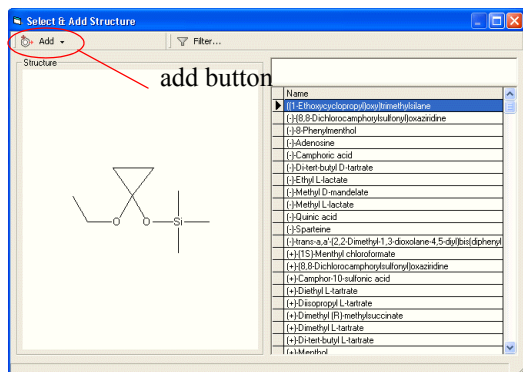 Select & Add Structure
Add
Filter...
Structure
add button
O
O
Si
Name
((1-Ethoxycyclopropyl)oxy)trimethylsilane
(-)-(8,8-Dichlorocamphorylsulfonyl)oxaziridine
(-)-8-Phenylmenthol
(-)-Adenosine
(-)-Camphoric acid
(-)-Di-tert-butyl D-tartrate
(-)-Ethyl L-lactate
(-)-Methyl D-mandelate
(-)-Methyl L-lactate
(-)-Quinic acid
(-)-Sparteine
(-)-trans-a,a'-(2,2-Dimethyl-1,3-dioxolane-4,5-diyl)bis(diphenyl
(+)-(1S)-Menthyl chloroformate
(+)-(8,8-Dichlorocamphorylsulfonyl)oxaziridine
(+)-Camphor-10-sulfonic acid
(+)-Diethyl L-tartrate
(+)-Diisopropyl L-tartrate
(+)-Dimethyl (R)-methylsuccinate
(+)-Dimethyl L-tartrate
(+)-Di-tert-butyl L-tartrate
(+)-Menthol